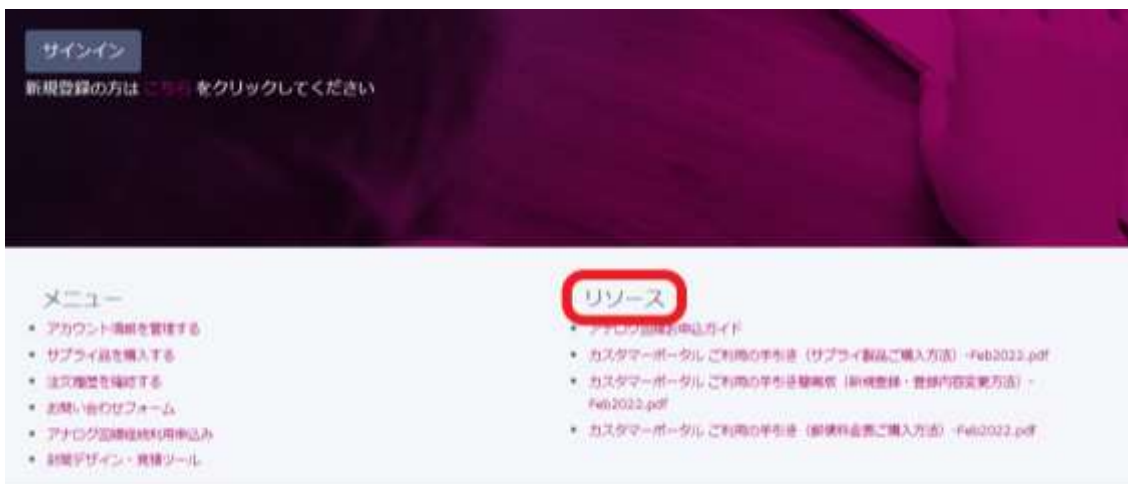 サインイン
新規登録の方は こちら をクリックしてください
メニュー
アカウント情報を管理する
サプライ品を購入する
注文履歴を確認する
お問い合わせフォーム
アナログ回線継続利用申込み
封筒デザイン・見積ツール
リソース
アナログ回線お申込ガイド
カスタマーポータル ご利用の手引き（サプライ製品ご購入方法）-Feb2022.pdf
カスタマーポータル ご利用の手引き簡易版（新規登録・登録内容変更方法）-
Feb2022.pdf
カスタマーポータル ご利用の手引き（郵便料金表ご購入方法）-Feb2022.pdf